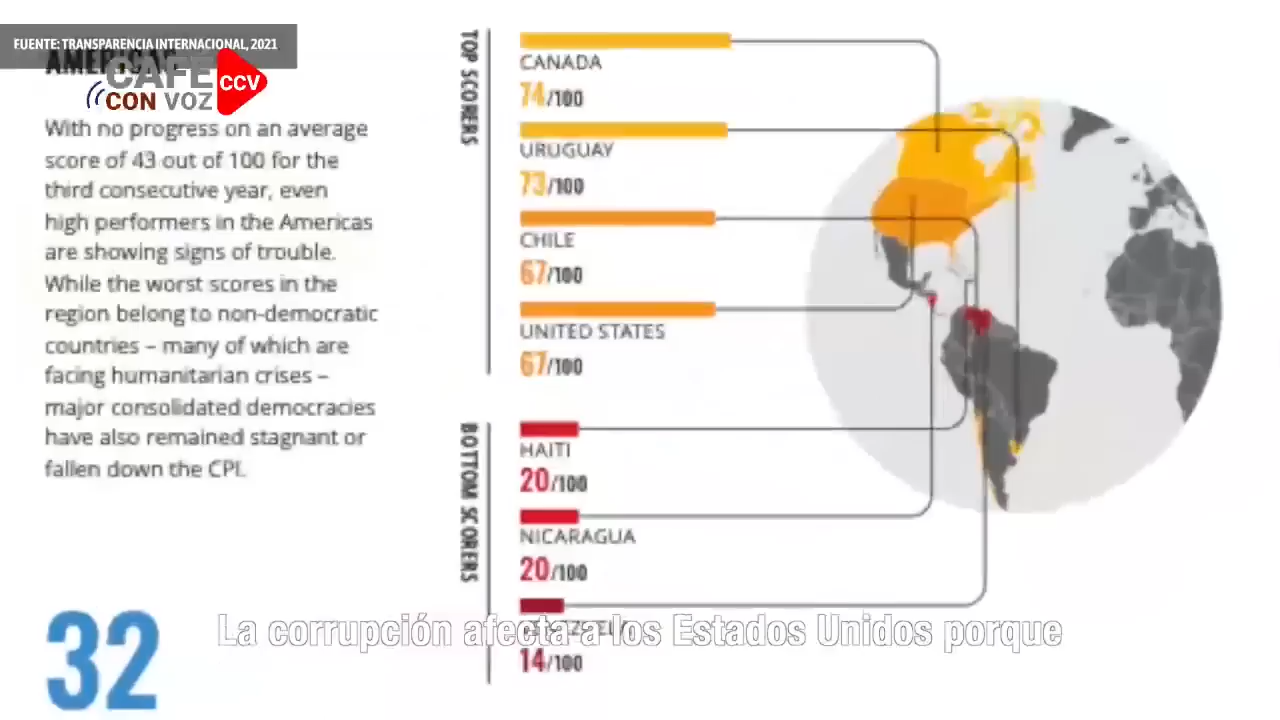 FUENTE: TRANSPARENCIA INTERNACIONAL, 2021
AMERICAS
CAFÉ
CON VOZ
CCV
With no progress on an average
score of 43 out of 100 for the
third consecutive year, even
high performers in the Americas
are showing signs of trouble.
While the worst scores in the
region belong to non-democratic
countries – many of which are
facing humanitarian crises –
major consolidated democracies
have also remained stagnant or
fallen down the CPI.
32
TOP SCORERS
CANADA
74/100
URUGUAY
73/100
CHILE
67/100
UNITED STATES
67/100
BOTTOM SCORERS
HAITI
20/100
NICARAGUA
20/100
14/100
La corrupción afecta a los Estados Unidos porque